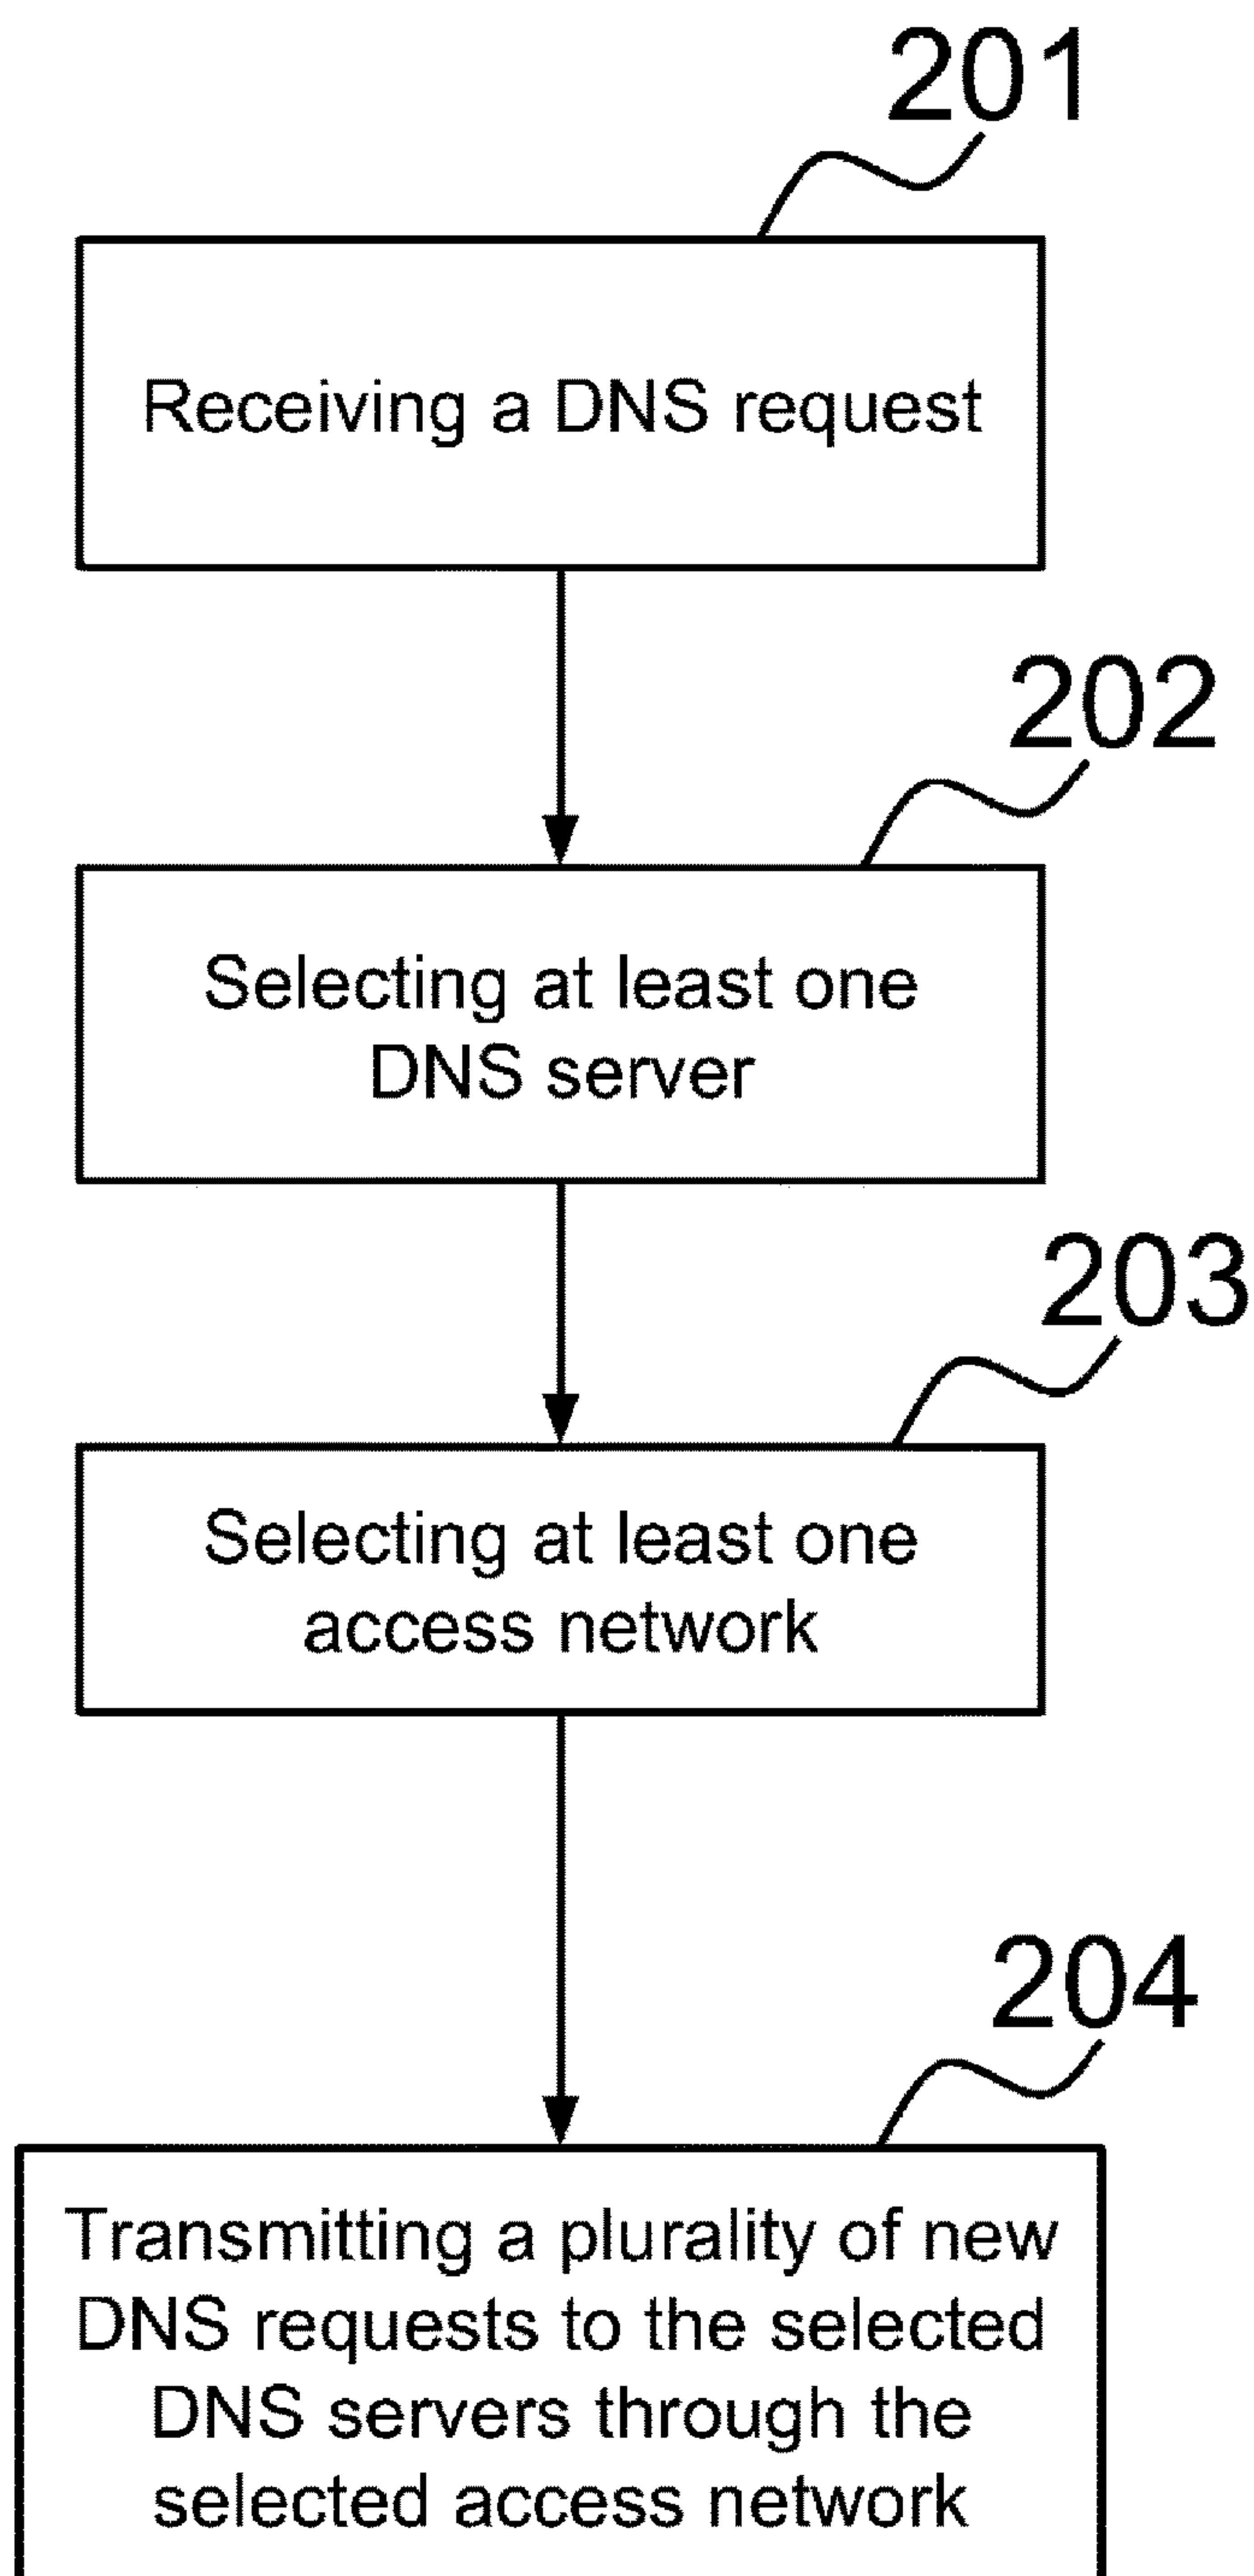 201
Receiving a DNS request
202
Selecting at least one
DNS server
203
Selecting at least one
access network
204
Transmitting a plurality of new
DNS requests to the selected
DNS servers through the
selected access network